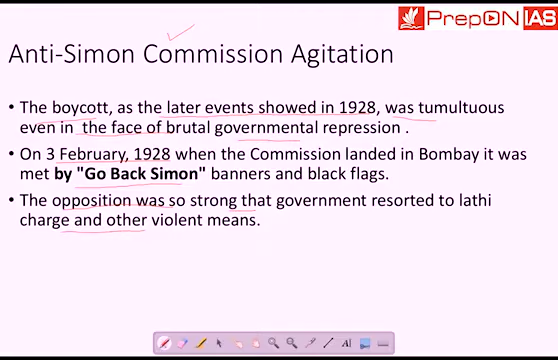 PrepON IAS
Anti-Simon Commission Agitation
• The boycott, as the later events showed in 1928, was tumultuous
even in the face of brutal governmental repression .
• On 3 February, 1928 when the Commission landed in Bombay it was
met by "Go Back Simon" banners and black flags.
• The opposition was so strong that government resorted to lathi
charge and other violent means.